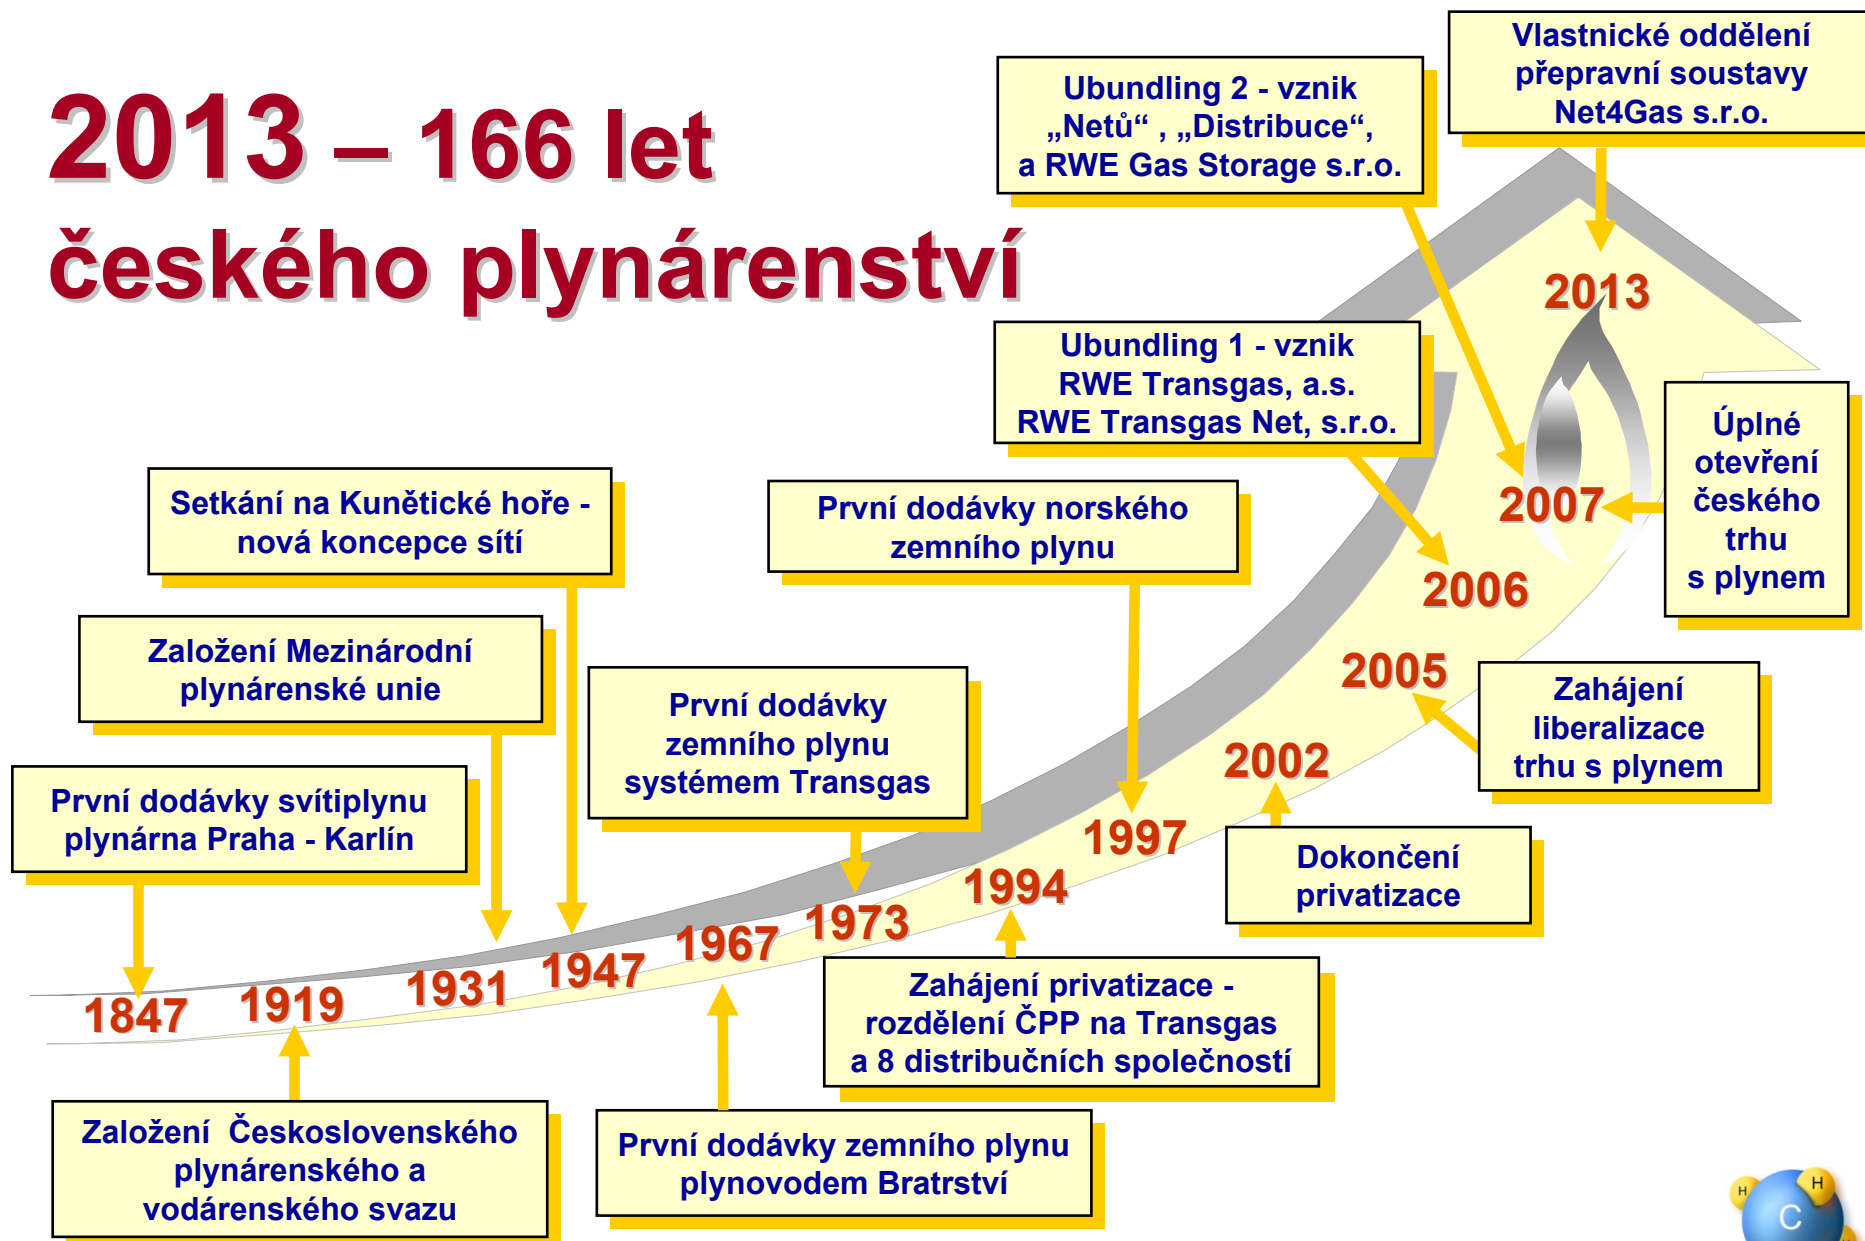 2013 – 166 let
českého plynárenství
Vlastnické oddělení
přepravní soustavy
Net4Gas s.r.o.
Ubundling 2 - vznik
„Netů“ , „Distribuce“,
a RWE Gas Storage s.r.o.
2013
Ubundling 1 - vznik
RWE Transgas, a.s.
RWE Transgas Net, s.r.o.
Úplné
otevření
českého
trhu
s plynem
2007
Setkání na Kunětické hoře -
nová koncepce sítí
První dodávky norského
zemního plynu
2006
Založení Mezinárodní
plynárenské unie
První dodávky
zemního plynu
systémem Transgas
2005
Zahájení
liberalizace
trhu s plynem
2002
První dodávky svítiplynu
plynárna Praha - Karlín
1997
Dokončení
privatizace
1994
1973
1967
1947
1931
1919
1847
Zahájení privatizace -
rozdělení ČPP na Transgas
a 8 distribučních společností
Založení  Československého
plynárenského a
vodárenského svazu
První dodávky zemního plynu
plynovodem Bratrství
H
H
C